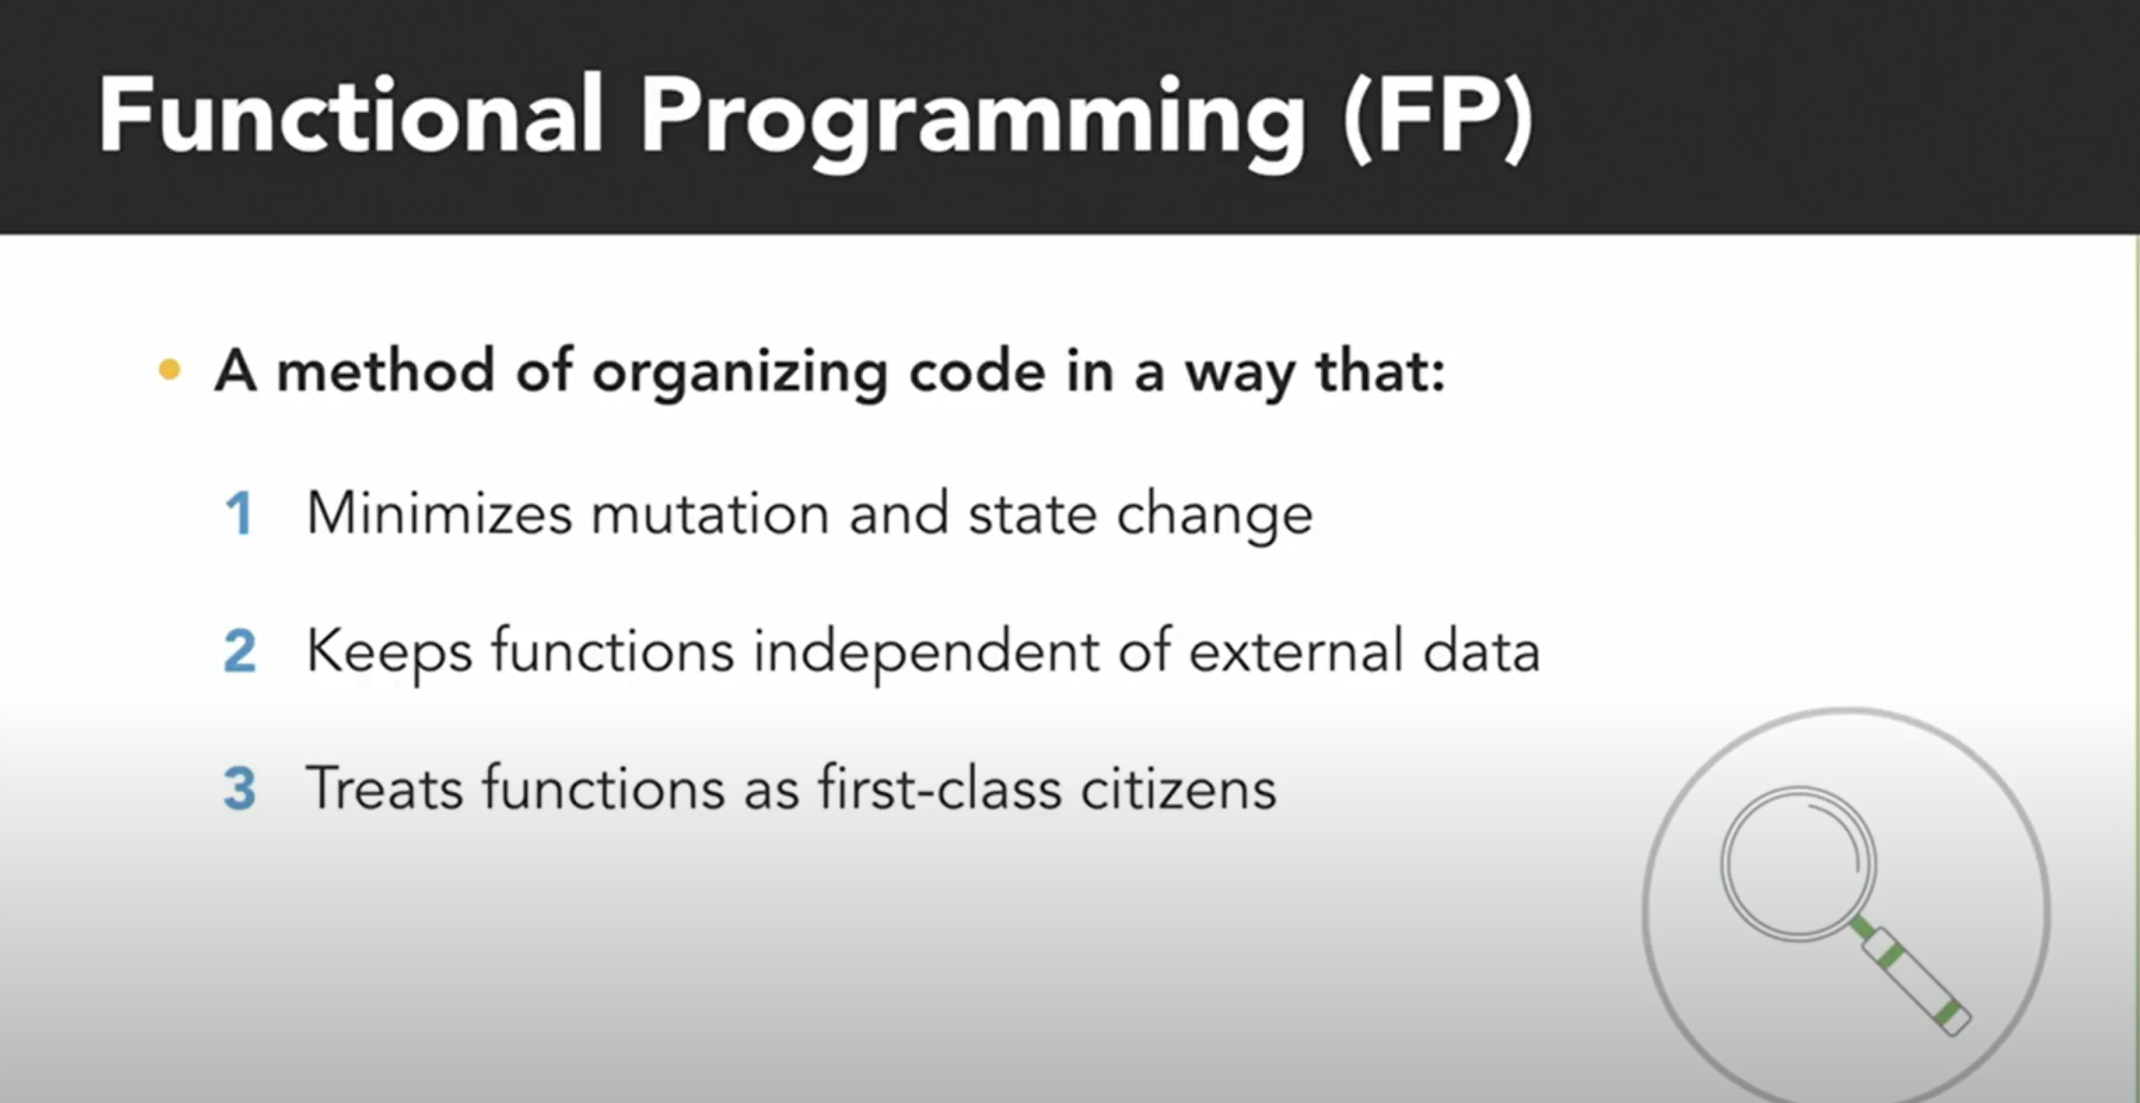 Functional Programming (FP)
• A method of organizing code in a way that:
1 Minimizes mutation and state change
2 Keeps functions independent of external data
3 Treats functions as first-class citizens